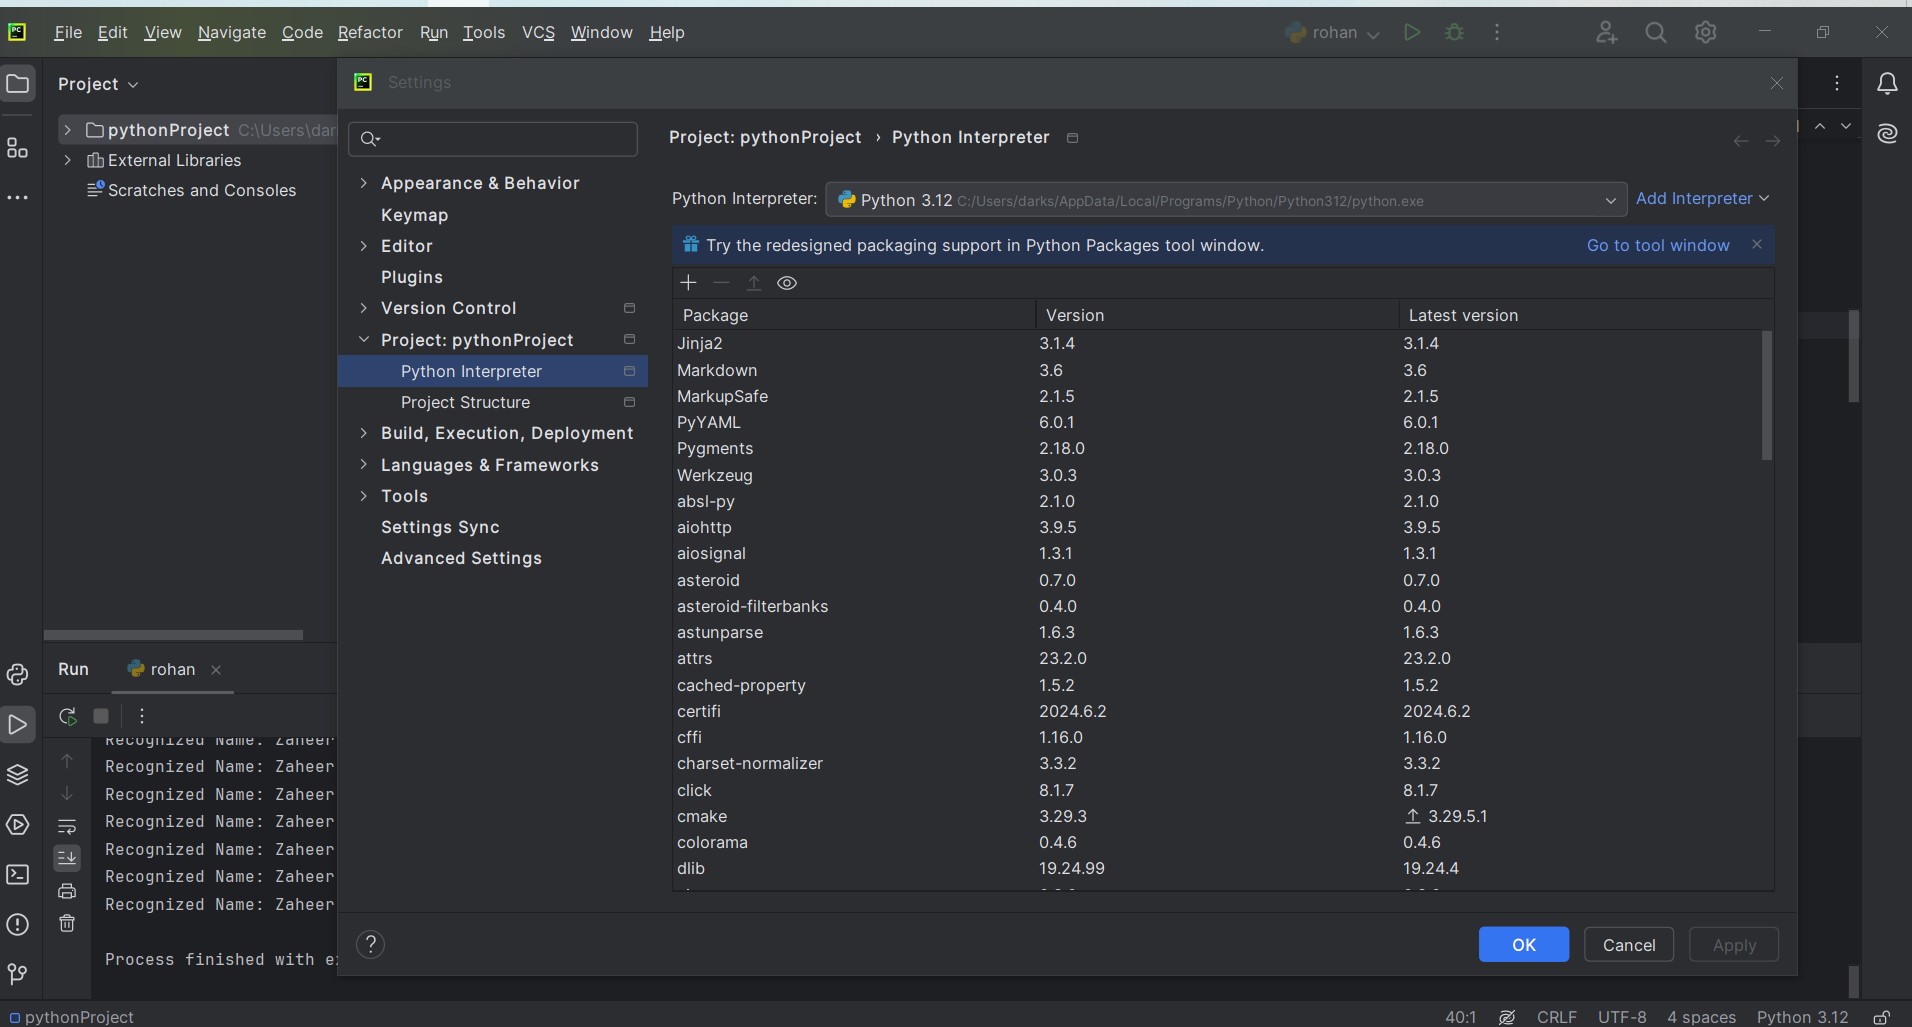 File Edit View Navigate Code Refactor Run Tools VCS Window Help rohan
Project
pythonProject C:\Users\dar
External Libraries
Scratches and Consoles
Settings
Appearance & Behavior
Keymap
Editor
Plugins
Version Control
Project: pythonProject
Python Interpreter
Project Structure
Build, Execution, Deployment
Languages & Frameworks
Tools
Settings Sync
Advanced Settings
Project: pythonProject › Python Interpreter
Python Interpreter: Python 3.12 C:/Users/darks/AppData/Local/Programs/Python/Python312/python.exe Add Interpreter
Try the redesigned packaging support in Python Packages tool window. Go to tool window
Package Version Latest version
Jinja2 3.1.4 3.1.4
Markdown 3.6 3.6
MarkupSafe 2.1.5 2.1.5
PyYAML 6.0.1 6.0.1
Pygments 2.18.0 2.18.0
Werkzeug 3.0.3 3.0.3
absl-py 2.1.0 2.1.0
aiohttp 3.9.5 3.9.5
aiosignal 1.3.1 1.3.1
asteroid 0.7.0 0.7.0
asteroid-filterbanks 0.4.0 0.4.0
astunparse 1.6.3 1.6.3
attrs 23.2.0 23.2.0
cached-property 1.5.2 1.5.2
certifi 2024.6.2 2024.6.2
cffi 1.16.0 1.16.0
charset-normalizer 3.3.2 3.3.2
click 8.1.7 8.1.7
cmake 3.29.3 3.29.5.1
colorama 0.4.6 0.4.6
dlib 19.24.99 19.24.4
OK Cancel Apply
Run rohan
Recognized Name: Zaheer
Recognized Name: Zaheer
Recognized Name: Zaheer
Recognized Name: Zaheer
Recognized Name: Zaheer
Recognized Name: Zaheer
Recognized Name: Zaheer
Process finished with e
pythonProject 40:1 CRLF UTF-8 4 spaces Python 3.12